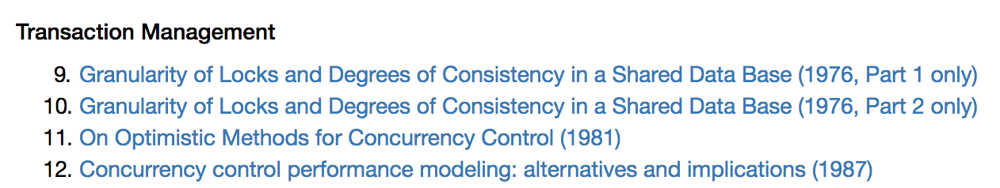 Transaction Management
9. Granularity of Locks and Degrees of Consistency in a Shared Data Base (1976, Part 1 only)
10. Granularity of Locks and Degrees of Consistency in a Shared Data Base (1976, Part 2 only)
11. On Optimistic Methods for Concurrency Control (1981)
12. Concurrency control performance modeling: alternatives and implications (1987)